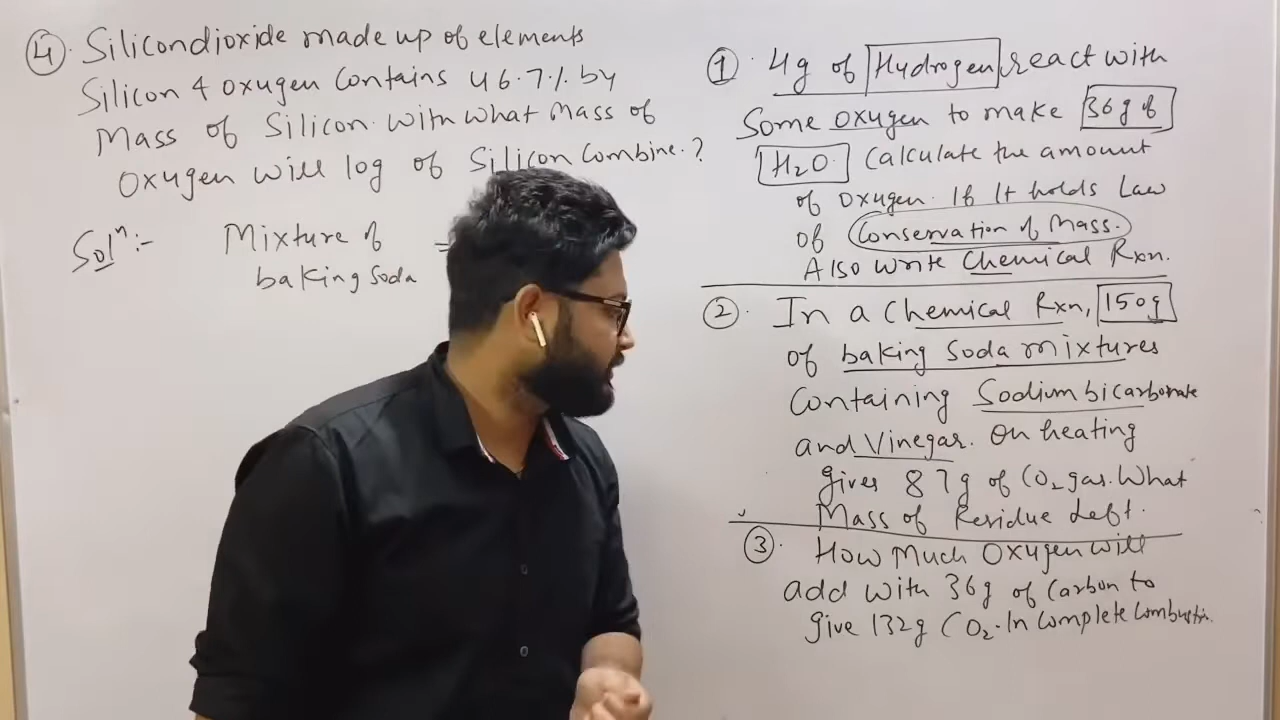 4. Silicondioxide made up of elements
Silicon & oxygen Contains 46.7% by
Mass of Silicon. With what Mass of
Oxygen will 10g of Silicon Combine.?
Solⁿ:- Mixture of =
baking Soda
1. 4g of Hydrogen react with
Some oxygen to make 36g of
H₂O. Calculate the amount
of oxygen. If It holds Law
of Conservation of Mass.
Also write Chemical Rxn.
2. In a Chemical Rxn, 150g
of baking Soda mixtures
Containing Sodium bicarbonate
and Vinegar. On heating
gives 87g of CO₂ gas. What
Mass of Residue Left.
3. How Much Oxygen will
add with 36g of Carbon to
give 132g CO₂. In Complete